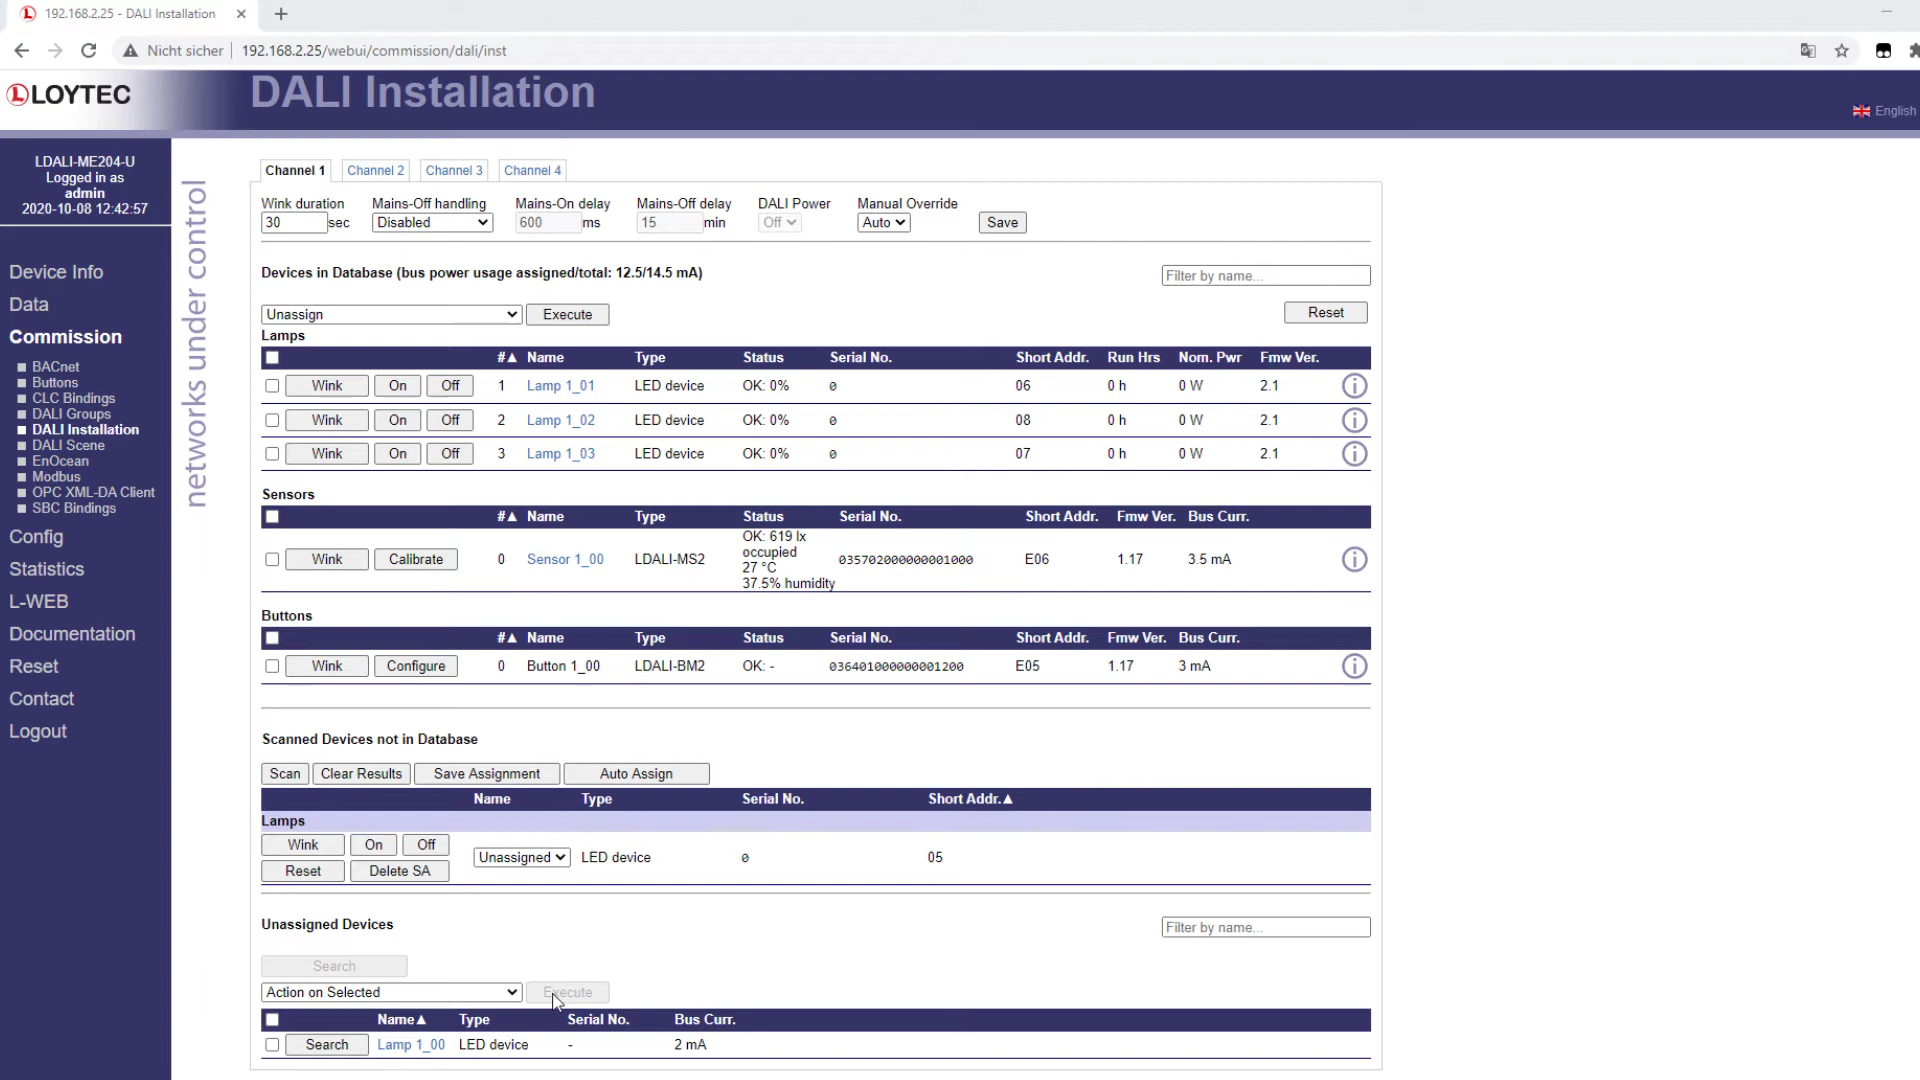 192.168.2.25 - DALI Installation
Nicht sicher 192.168.2.25/webui/commission/dali/inst
LOYTEC
DALI Installation
English
LDALI-ME204-U
Logged in as
admin
2020-10-08 12:42:57
Device Info
Data
Commission
BACnet
Buttons
CLC Bindings
DALI Groups
DALI Installation
DALI Scene
EnOcean
Modbus
OPC XML-DA Client
SBC Bindings
Config
Statistics
L-WEB
Documentation
Reset
Contact
Logout
networks under control
Channel 1 Channel 2 Channel 3 Channel 4
Wink duration Mains-Off handling Mains-On delay Mains-Off delay DALI Power Manual Override
30 sec Disabled 600 ms 15 min Off Auto Save
Devices in Database (bus power usage assigned/total: 12.5/14.5 mA) Filter by name...
Unassign Execute Reset
Lamps
#▲ Name Type Status Serial No. Short Addr. Run Hrs Nom. Pwr Fmw Ver.
Wink On Off 1 Lamp 1_01 LED device OK: 0% 0 06 0 h 0 W 2.1
Wink On Off 2 Lamp 1_02 LED device OK: 0% 0 08 0 h 0 W 2.1
Wink On Off 3 Lamp 1_03 LED device OK: 0% 0 07 0 h 0 W 2.1
Sensors
#▲ Name Type Status Serial No. Short Addr. Fmw Ver. Bus Curr.
OK: 619 lx
occupied
Wink Calibrate 0 Sensor 1_00 LDALI-MS2 035702000000001000 E06 1.17 3.5 mA
27 °C
37.5% humidity
Buttons
#▲ Name Type Status Serial No. Short Addr. Fmw Ver. Bus Curr.
Wink Configure 0 Button 1_00 LDALI-BM2 OK: - 036401000000001200 E05 1.17 3 mA
Scanned Devices not in Database
Scan Clear Results Save Assignment Auto Assign
Name Type Serial No. Short Addr.▲
Lamps
Wink On Off
Unassigned LED device 0 05
Reset Delete SA
Unassigned Devices Filter by name...
Search
Action on Selected Execute
Name▲ Type Serial No. Bus Curr.
Search Lamp 1_00 LED device - 2 mA